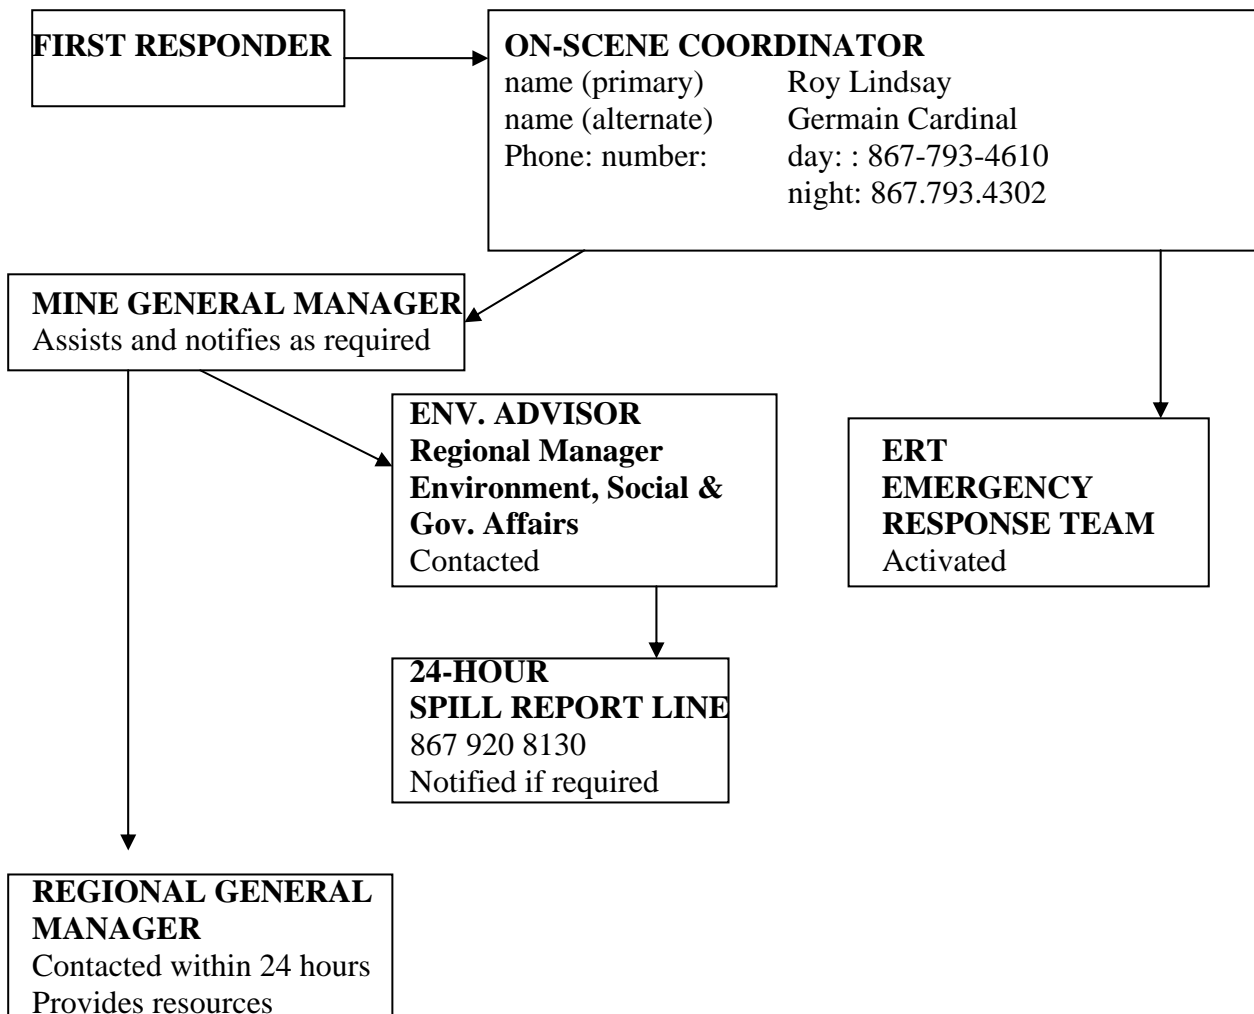 FIRST RESPONDER
ON-SCENE COORDINATOR
name (primary) Roy Lindsay
name (alternate) Germain Cardinal
Phone: number: day: : 867-793-4610
night: 867.793.4302
MINE GENERAL MANAGER
Assists and notifies as required
ENV. ADVISOR
Regional Manager
Environment, Social &
Gov. Affairs
Contacted
ERT
EMERGENCY
RESPONSE TEAM
Activated
24-HOUR
SPILL REPORT LINE
867 920 8130
Notified if required
REGIONAL GENERAL
MANAGER
Contacted within 24 hours
Provides resources